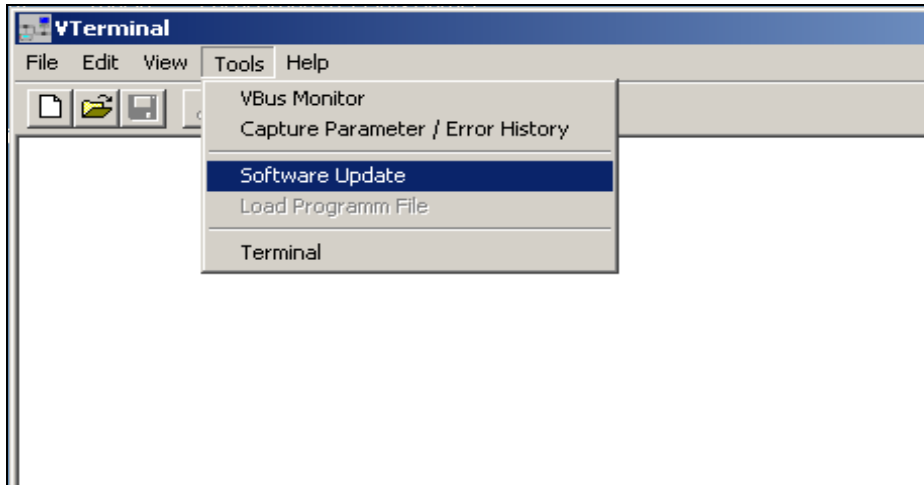 VTerminal
File Edit View Tools Help
VBus Monitor
Capture Parameter / Error History
Software Update
Load Programm File
Terminal